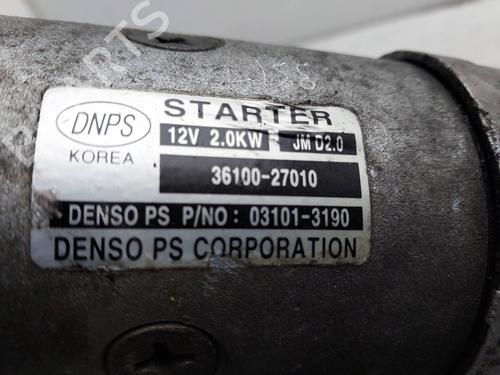 STARTER
DNPS
KOREA
12V 2.0KW JM D2.0
36100-27010
DENSO PS P/NO : 03101-3190
DENSO PS CORPORATION